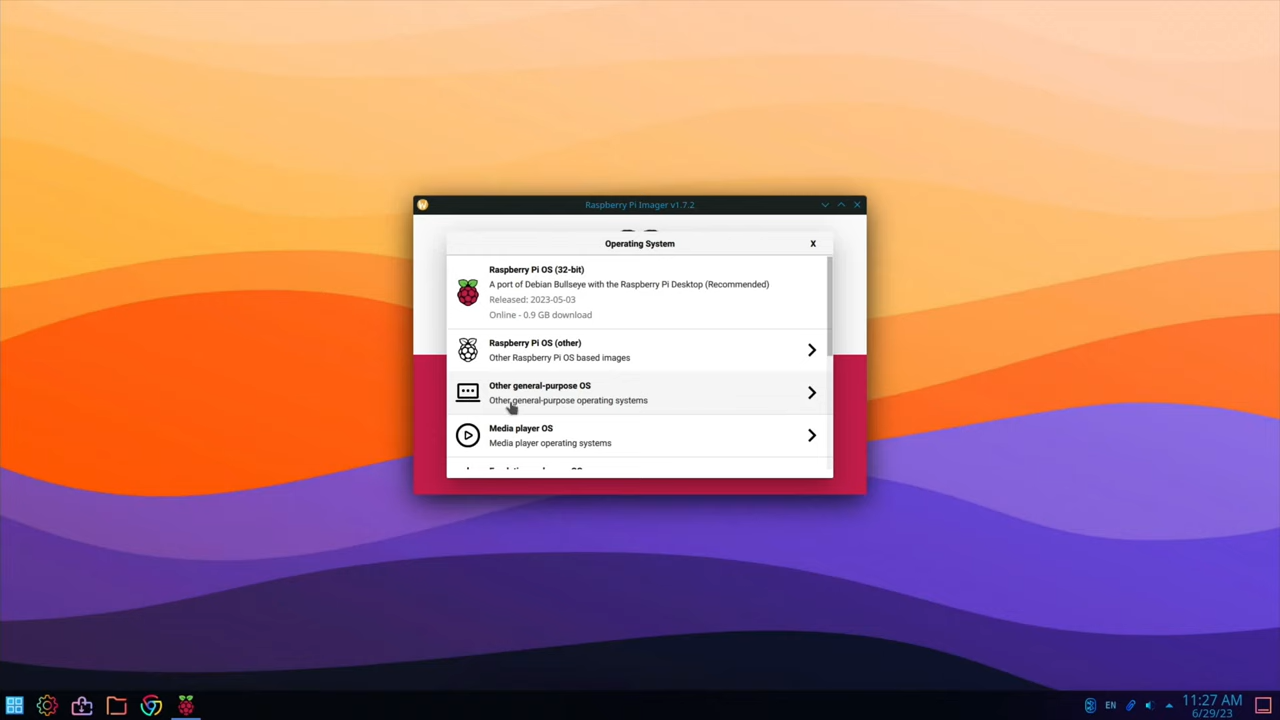 Raspberry Pi Imager v1.7.2
Operating System
X
Raspberry Pi OS (32-bit)
A port of Debian Bullseye with the Raspberry Pi Desktop (Recommended)
Released: 2023-05-03
Online - 0.9 GB download
Raspberry Pi OS (other)
Other Raspberry Pi OS based images
Other general-purpose OS
Other general-purpose operating systems
Media player OS
Media player operating systems
EN
11:27 AM
6/29/23